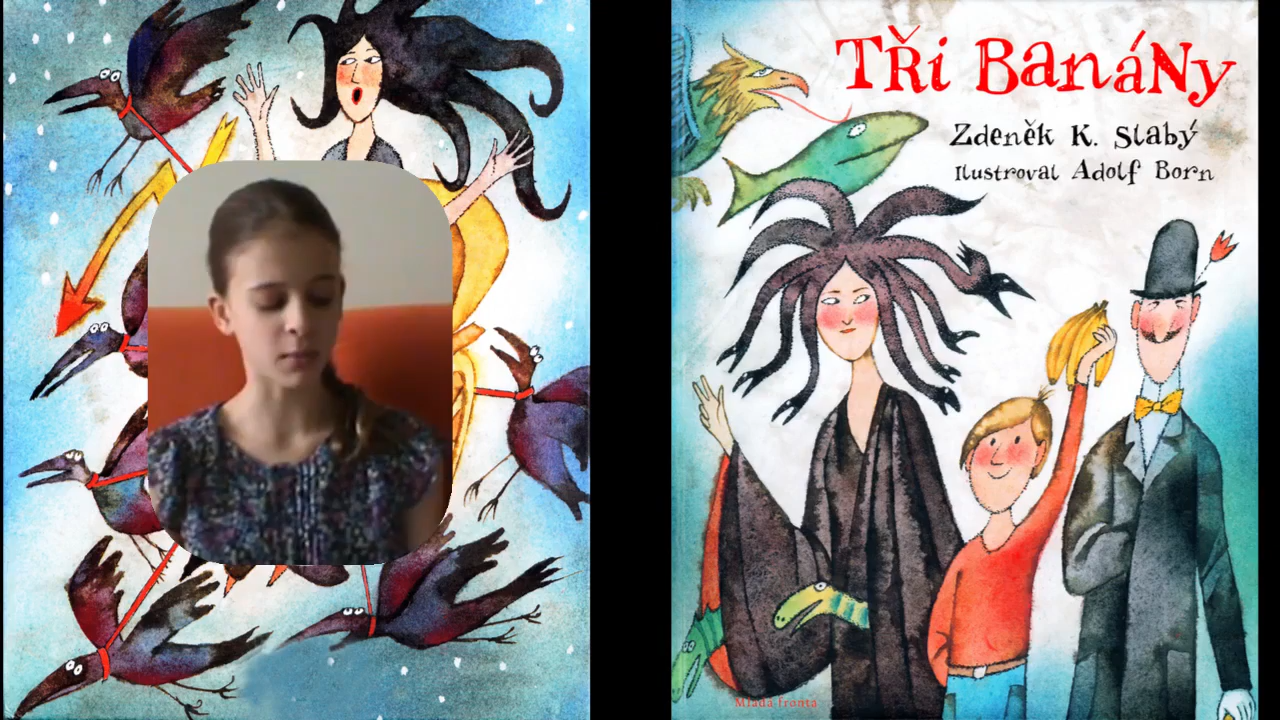 Tři Banány
Zdeněk K. Slabý
Ilustroval Adolf Born
Mladá fronta